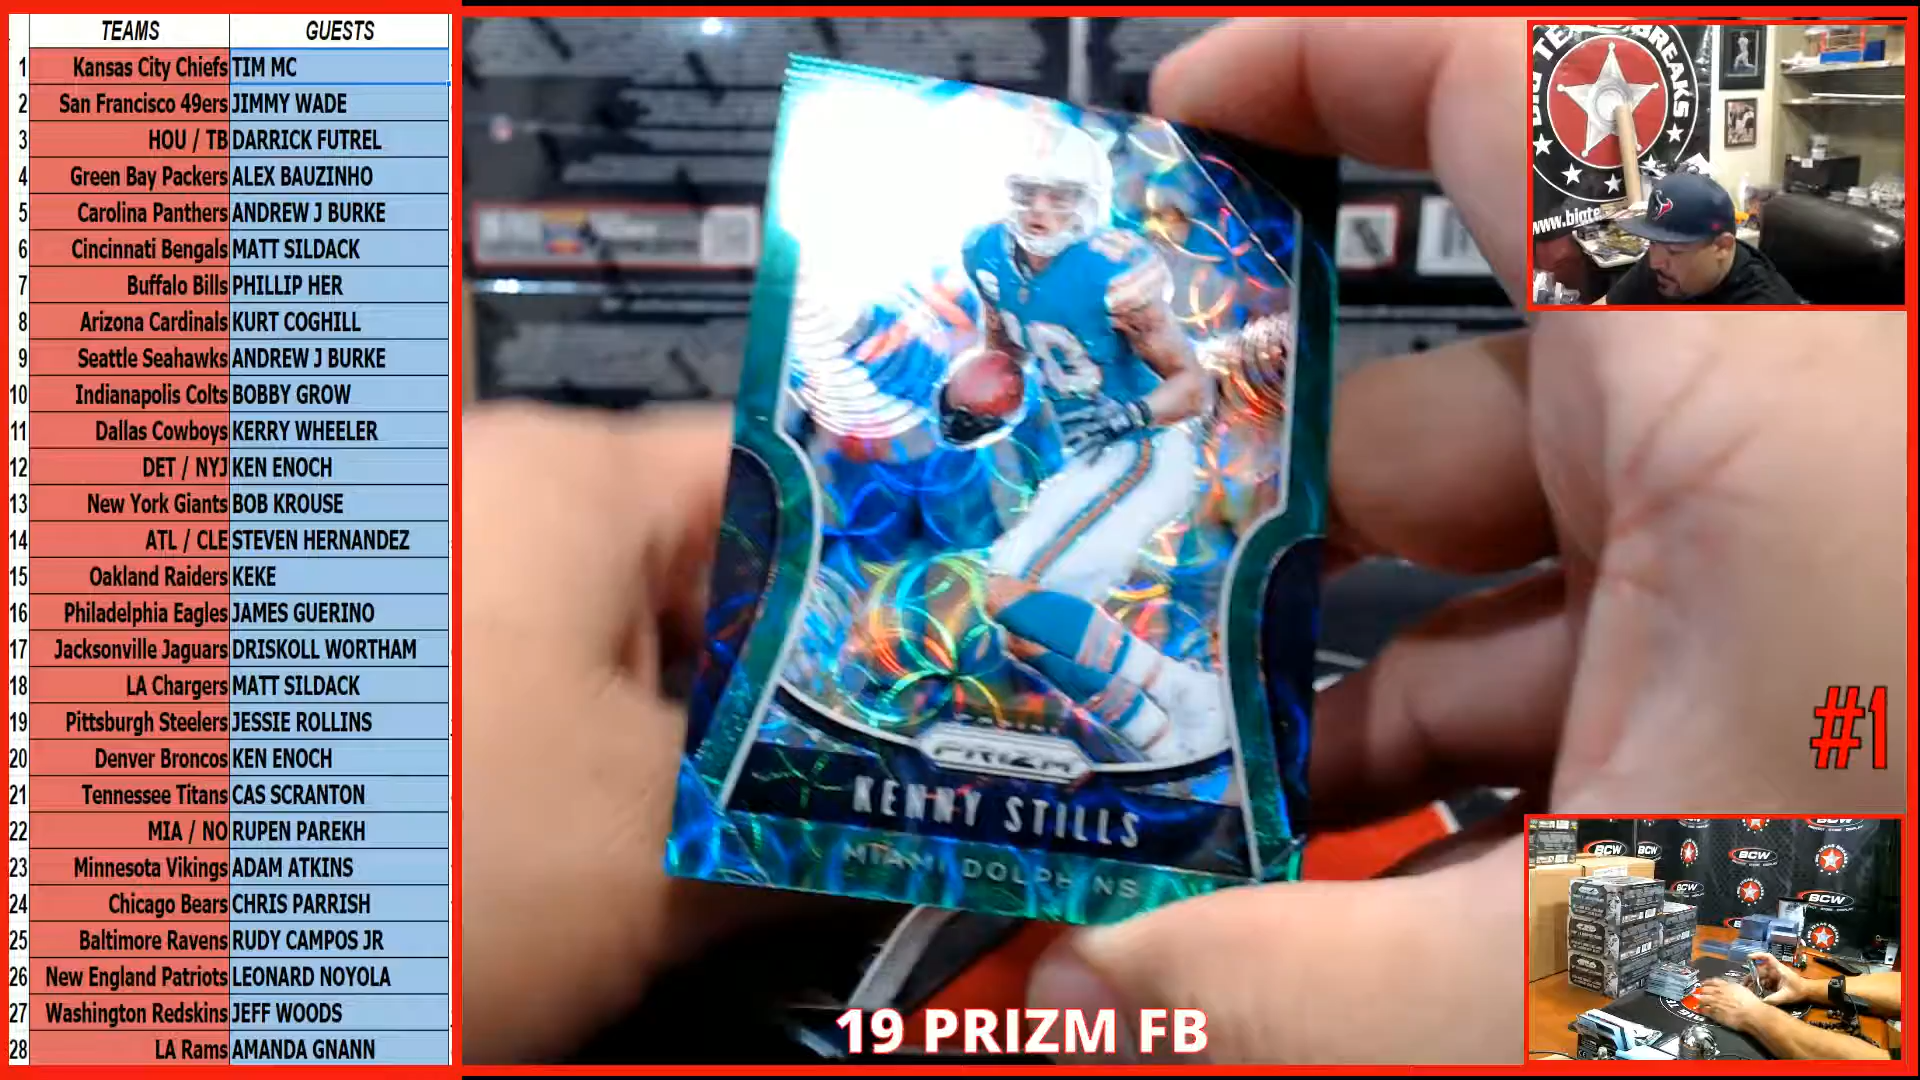 TEAMS GUESTS
1 Kansas City Chiefs TIM MC
2 San Francisco 49ers JIMMY WADE
3 HOU / TB DARRICK FUTREL
4 Green Bay Packers ALEX BAUZINHO
5 Carolina Panthers ANDREW J BURKE
6 Cincinnati Bengals MATT SILDACK
7 Buffalo Bills PHILLIP HER
8 Arizona Cardinals KURT COGHILL
9 Seattle Seahawks ANDREW J BURKE
10 Indianapolis Colts BOBBY GROW
11 Dallas Cowboys KERRY WHEELER
12 DET / NYJ KEN ENOCH
13 New York Giants BOB KROUSE
14 ATL / CLE STEVEN HERNANDEZ
15 Oakland Raiders KEKE
16 Philadelphia Eagles JAMES GUERINO
17 Jacksonville Jaguars DRISKOLL WORTHAM
18 LA Chargers MATT SILDACK
19 Pittsburgh Steelers JESSIE ROLLINS
20 Denver Broncos KEN ENOCH
21 Tennessee Titans CAS SCRANTON
22 MIA / NO RUPEN PAREKH
23 Minnesota Vikings ADAM ATKINS
24 Chicago Bears CHRIS PARRISH
25 Baltimore Ravens RUDY CAMPOS JR
26 New England Patriots LEONARD NOYOLA
27 Washington Redskins JEFF WOODS
28 LA Rams AMANDA GNANN
10
PRIZM
KENNY STILLS
MIAMI DOLPHINS
19 PRIZM FB
#1
BREAKS
www.bigte
BCW
BCW
BCW
BCW